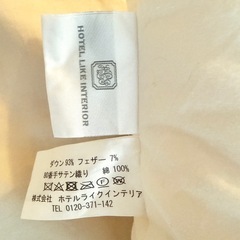 HOTEL LIKE INTERIOR
ダウン 93% フェザー 7%
80番手サテン織り 綿 100%
株式会社 ホテルライクインテリア
TEL 0120-371-142